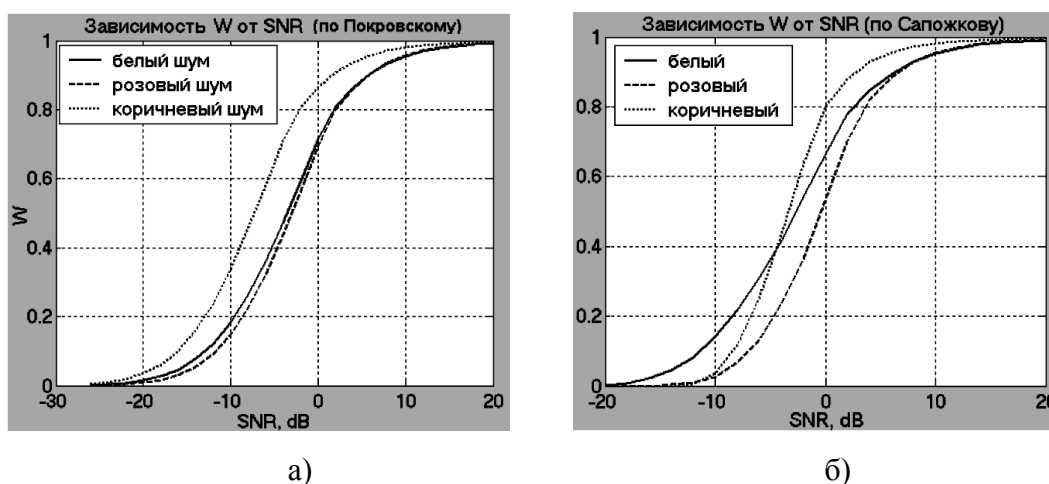 Зависимость W от SNR (по Покровскому)
1
0.8
0.6
0.4
0.2
0
W
белый шум
розовый шум
коричневый шум
-30
-20
-10
0
10
20
SNR, dB
а)
Зависимость W от SNR (по Сапожкову)
1
0.8
0.6
0.4
0.2
0
белый
розовый
коричневый
-20
-10
0
10
20
SNR, dB
б)